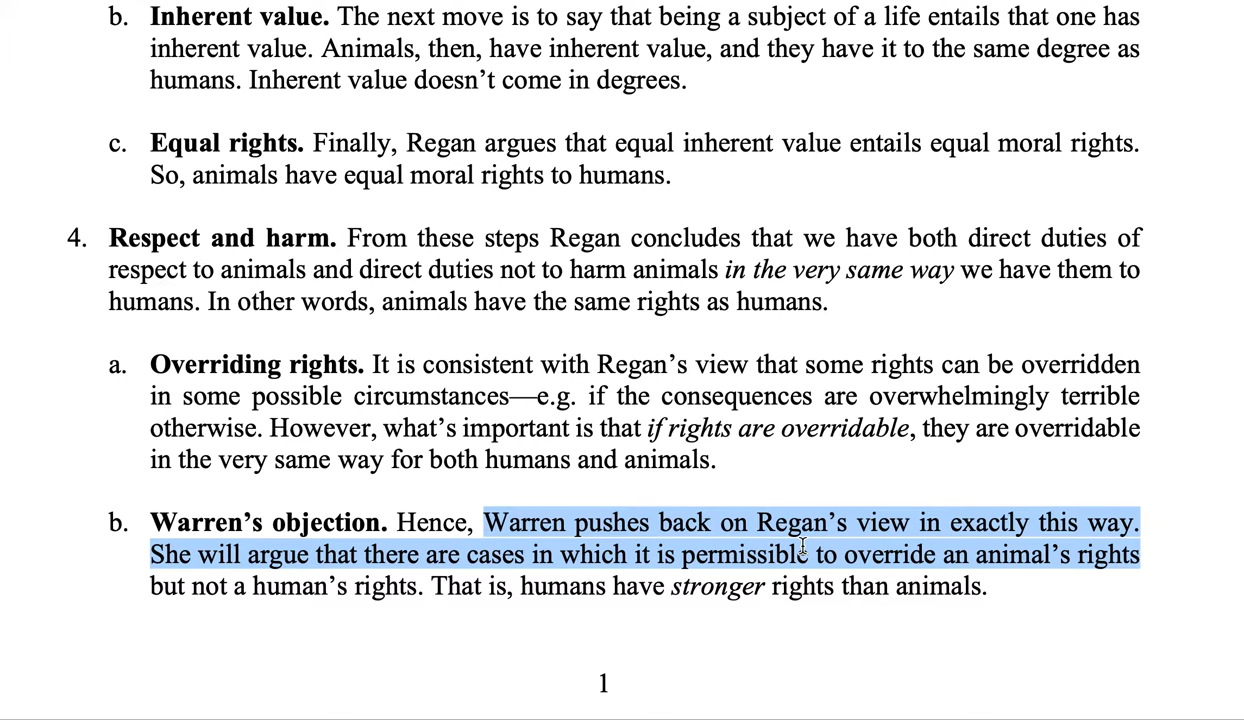 b. Inherent value. The next move is to say that being a subject of a life entails that one has
inherent value. Animals, then, have inherent value, and they have it to the same degree as
humans. Inherent value doesn’t come in degrees.
c. Equal rights. Finally, Regan argues that equal inherent value entails equal moral rights.
So, animals have equal moral rights to humans.
4. Respect and harm. From these steps Regan concludes that we have both direct duties of
respect to animals and direct duties not to harm animals in the very same way we have them to
humans. In other words, animals have the same rights as humans.
a. Overriding rights. It is consistent with Regan’s view that some rights can be overridden
in some possible circumstances—e.g. if the consequences are overwhelmingly terrible
otherwise. However, what’s important is that if rights are overridable, they are overridable
in the very same way for both humans and animals.
b. Warren’s objection. Hence, Warren pushes back on Regan’s view in exactly this way.
She will argue that there are cases in which it is permissible to override an animal’s rights
but not a human’s rights. That is, humans have stronger rights than animals.
1